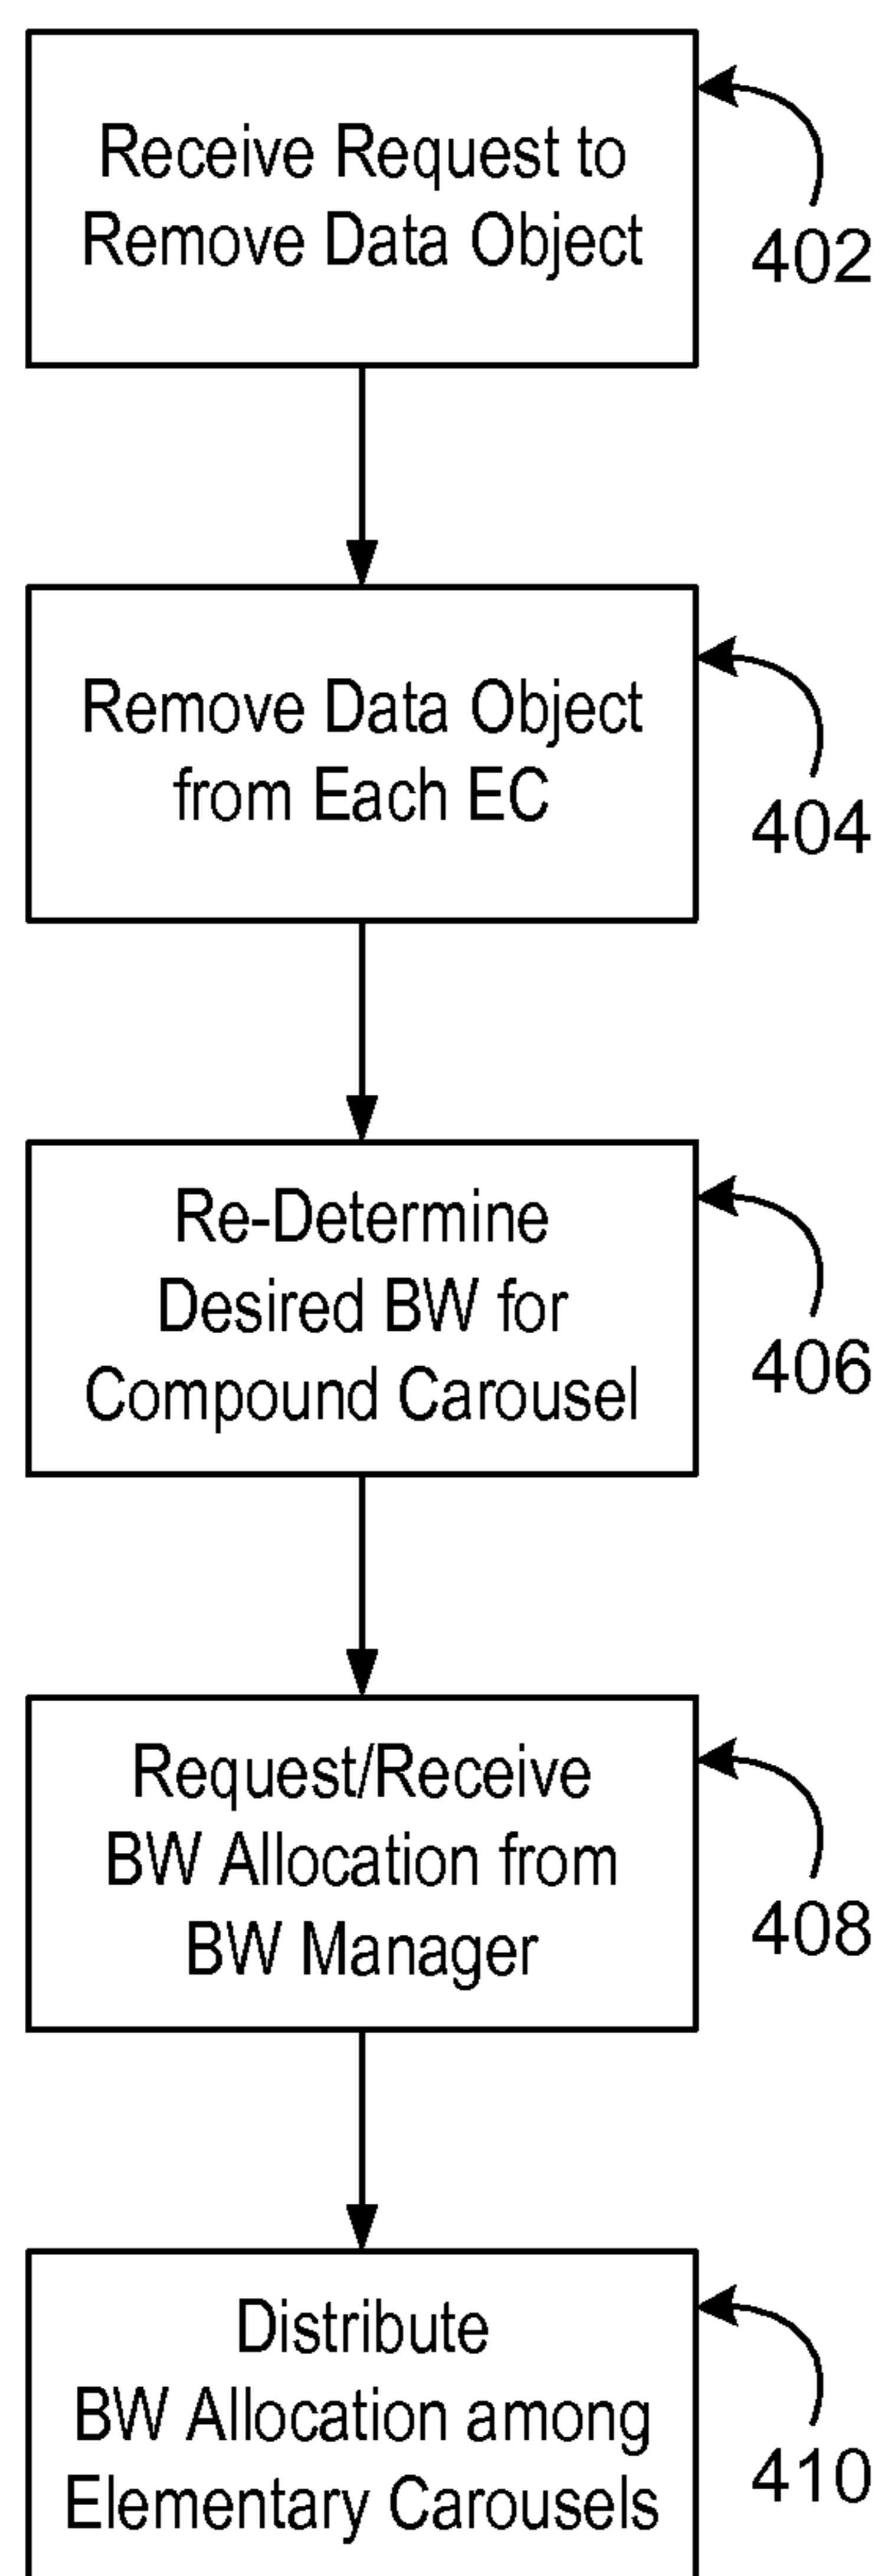 Receive Request to
Remove Data Object
402
Remove Data Object
from Each EC
404
Re-Determine
Desired BW for
Compound Carousel
406
Request/Receive
BW Allocation from
BW Manager
408
Distribute
BW Allocation among
Elementary Carousels
410